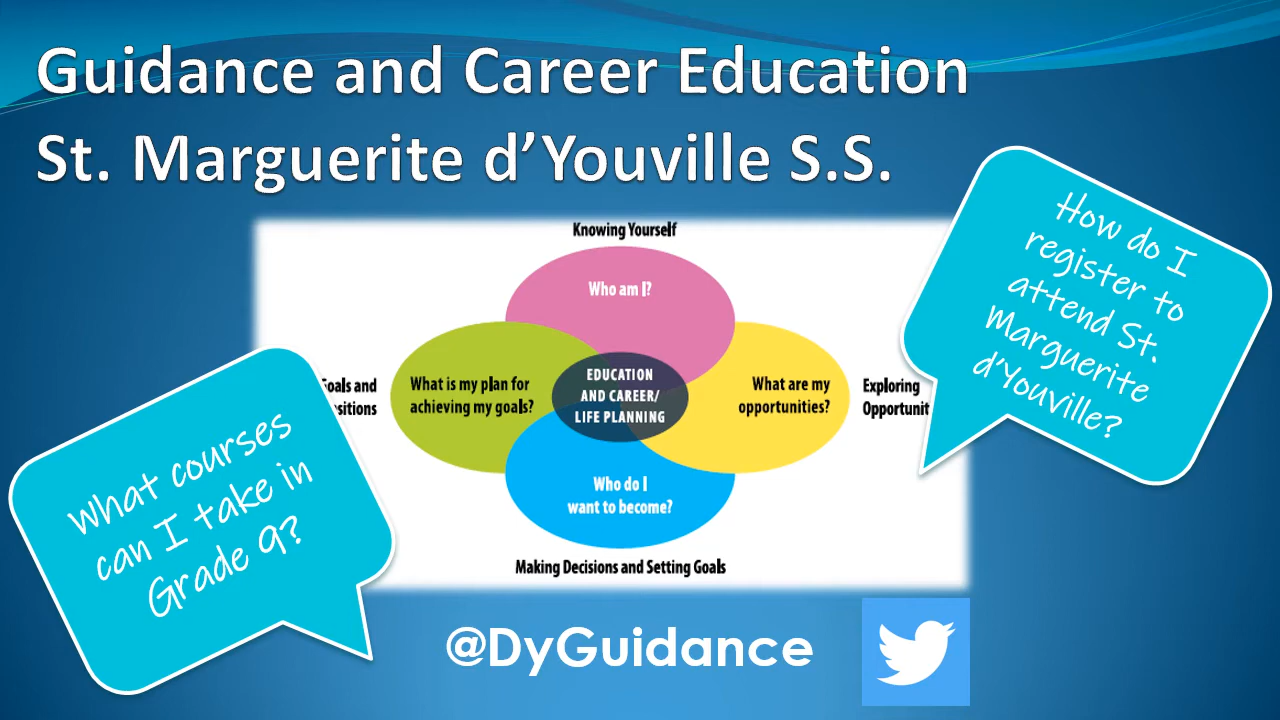 Guidance and Career Education
St. Marguerite d’Youville S.S.
Knowing Yourself
Who am I?
What is my plan for
achieving my goals?
EDUCATION
AND CAREER/
LIFE PLANNING
What are my
opportunities?
Exploring
Goals and
Who do I
want to become?
Making Decisions and Setting Goals
How do I
register to
attend St.
Marguerite
d’Youville?
What courses
can I take in
Grade 9?
@DyGuidance